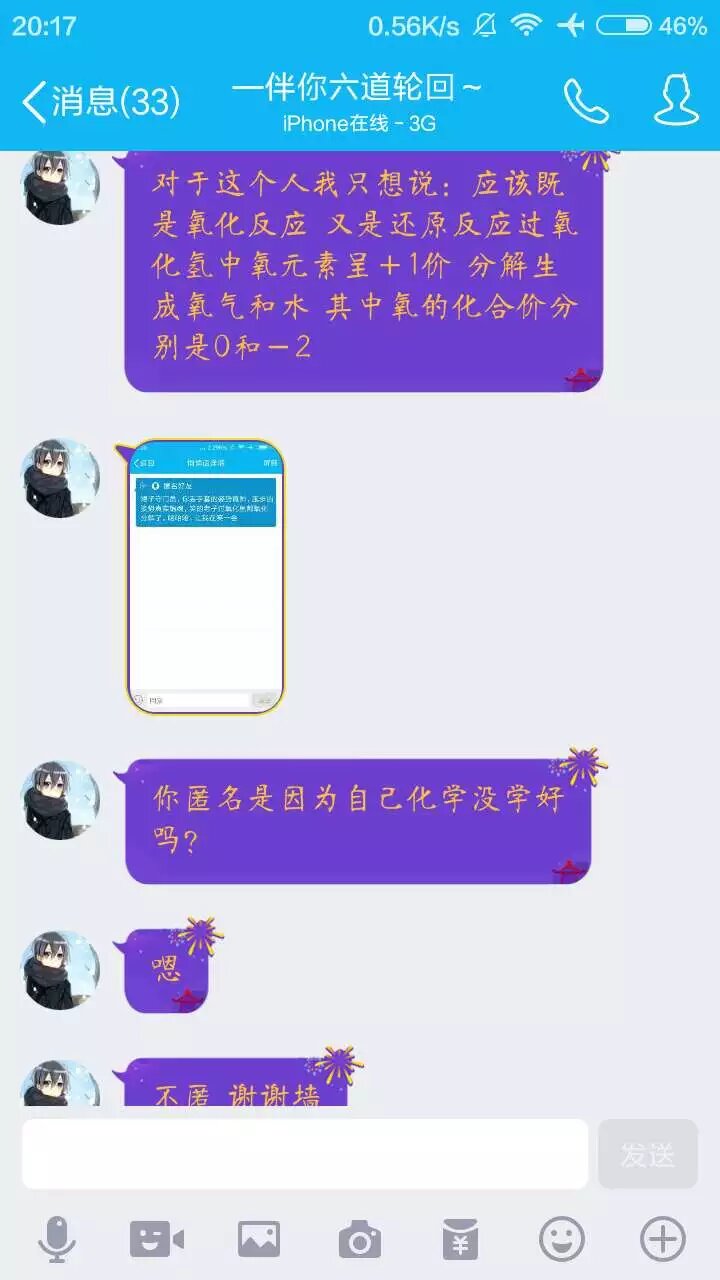 20:17
0.56K/s
46%
消息(33)
一伴你六道轮回~
iPhone在线 - 3G
对于这个人我只想说：应该既
是氧化反应 又是还原反应过氧
化氢中氧元素呈＋1价 分解生
成氧气和水 其中氧的化合价分
别是0和－2
匿名好友
你匿名是因为自己化学没学好
吗？
嗯
不匿 谢谢墙
发送